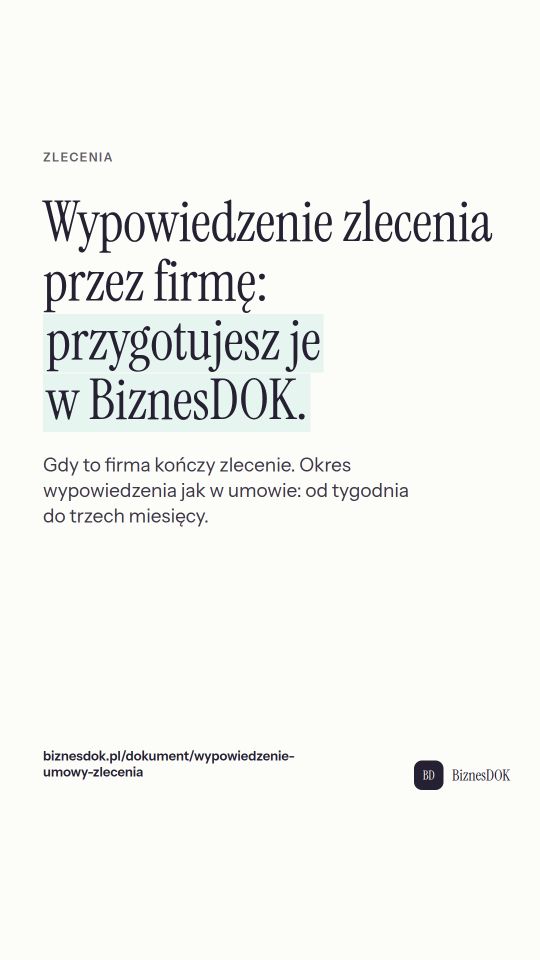 ZLECENIA
Wypowiedzenie zlecenia
przez firmę:
przygotujesz je
w BiznesDOK.
Gdy to firma kończy zlecenie. Okres
wypowiedzenia jak w umowie: od tygodnia
do trzech miesięcy.
biznesdok.pl/dokument/wypowiedzenie-
umowy-zlecenia
BD BiznesDOK